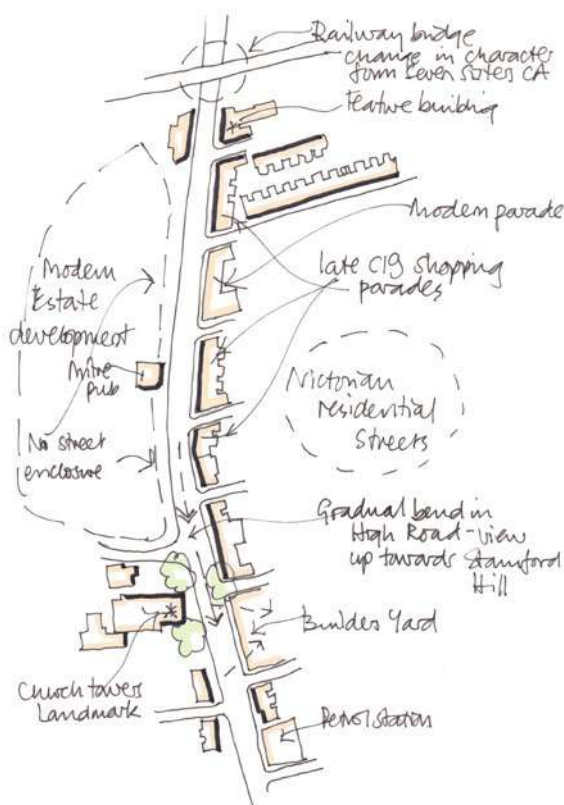 Railway bridge
change in character
from Seven Sisters CA
Feature building
Modern parade
late C19 shopping
parades
Modern
Estate
development
mitre
pub
Victorian
residential
Streets
No street
enclosure
Gradual bend in
High Road - view
up towards Stamford
Hill
Builders Yard
Church towers
Landmark
Petrol station